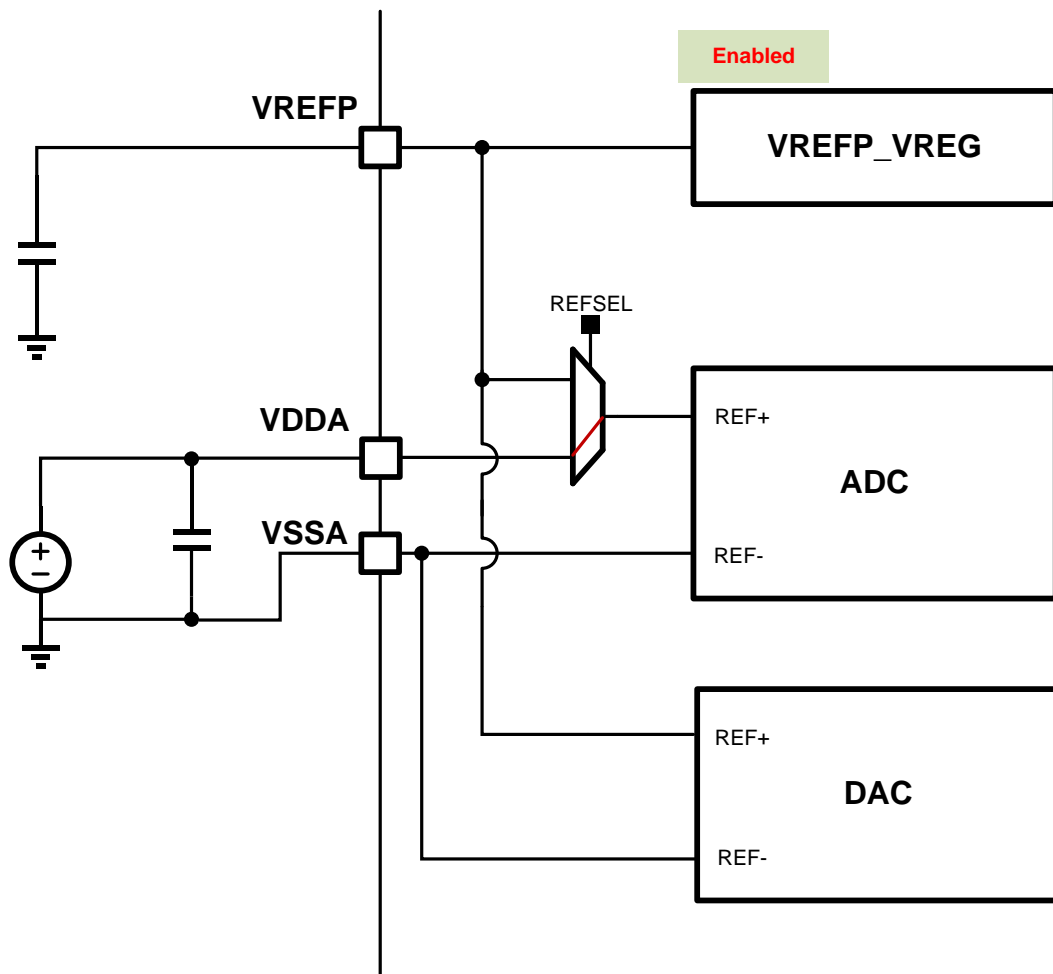 Enabled
VREFP
VREFP_VREG
REFSEL
VDDA
REF+
ADC
VSSA
REF-
REF+
DAC
REF-